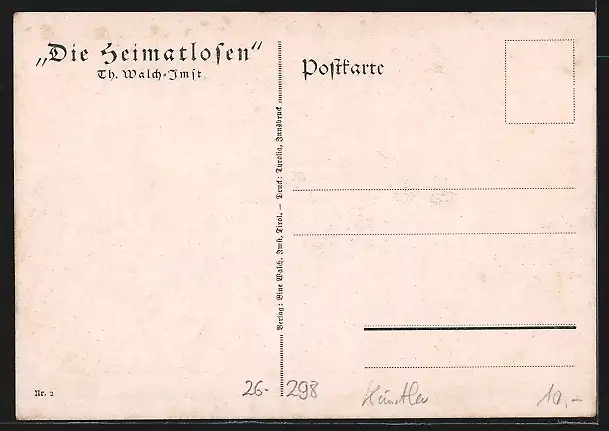 „Die Heimatlosen“
Th. Walch-Imst
Postkarte
Verlag: Eine Walch, Imst, Tirol. — Druck: Tyrolia, Innsbruck
Nr. 2
26- 298 Künstler 10,-